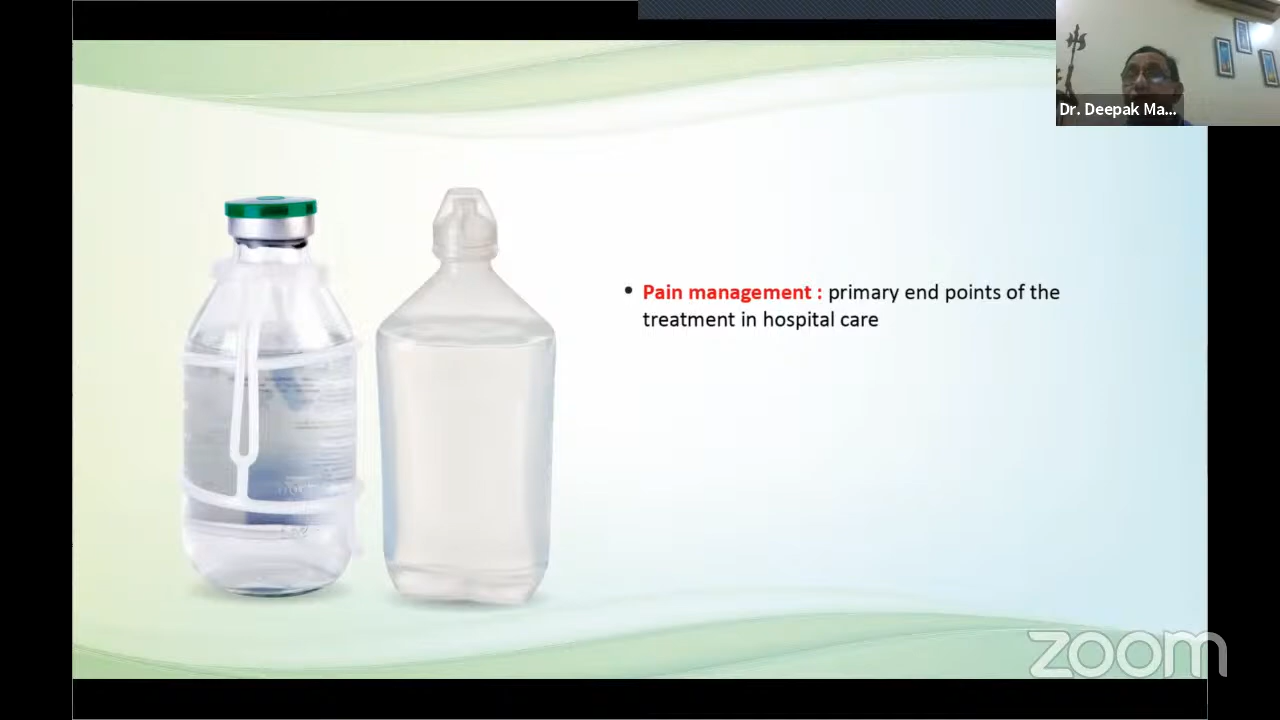 Dr. Deepak Ma...
• Pain management : primary end points of the
treatment in hospital care
zoom